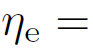 ηₑ =